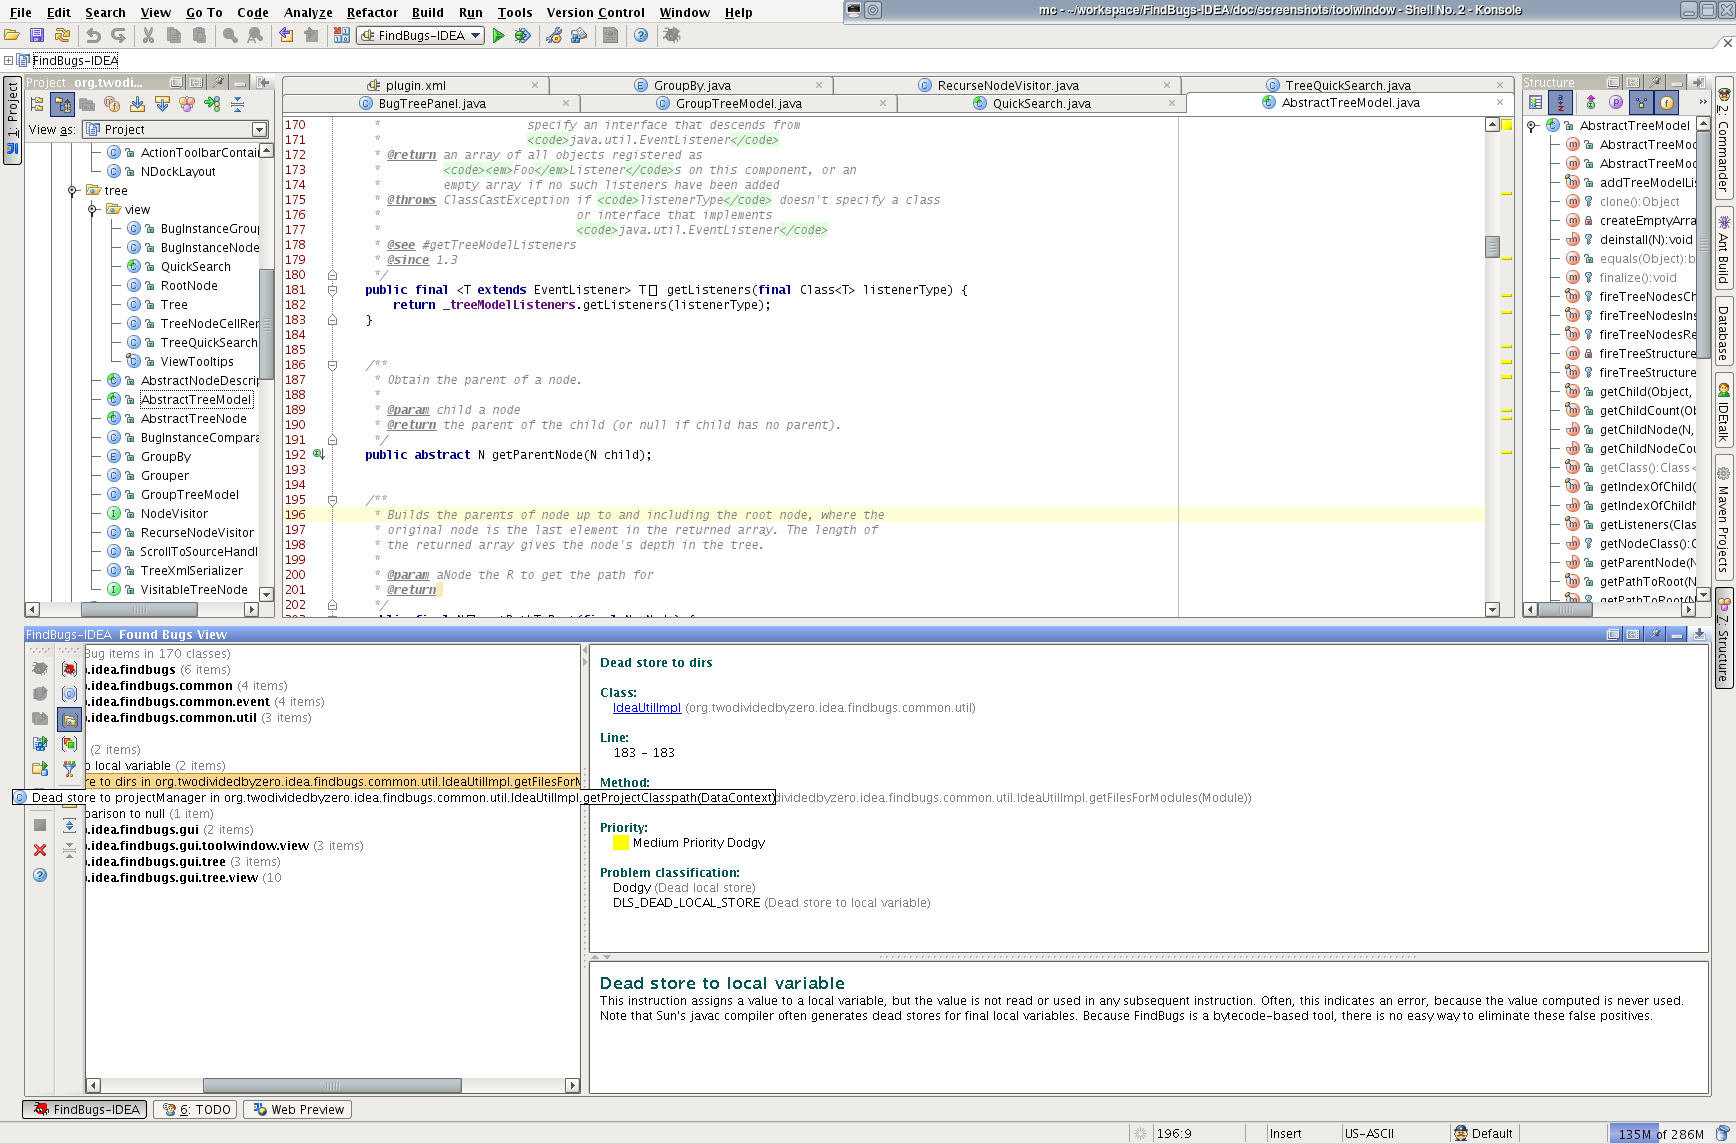 File Edit Search View Go To Code Analyze Refactor Build Run Tools Version Control Window Help
mc - ~/workspace/FindBugs-IDEA/doc/screenshots/toolwindow - Shell No. 2 - Konsole
FindBugs-IDEA
FindBugs-IDEA
Project org.twodi...
View as: Project
ActionToolbarContai
NDockLayout
tree
view
BugInstanceGrou
BugInstanceNode
QuickSearch
RootNode
Tree
TreeNodeCellRer
TreeQuickSearch
ViewTooltips
AbstractNodeDescrip
AbstractTreeModel
AbstractTreeNode
BugInstanceCompara
GroupBy
Grouper
GroupTreeModel
NodeVisitor
RecurseNodeVisitor
ScrollToSourceHandl
TreeXmlSerializer
VisitableTreeNode
1: Project
plugin.xml GroupBy.java RecurseNodeVisitor.java TreeQuickSearch.java
BugTreePanel.java GroupTreeModel.java QuickSearch.java AbstractTreeModel.java
170 * specify an interface that descends from
171 * <code>java.util.EventListener</code>
172 * @return an array of all objects registered as
173 * <code><em>Foo</em>Listener</code>s on this component, or an
174 * empty array if no such listeners have been added
175 * @throws ClassCastException if <code>listenerType</code> doesn't specify a class
176 * or interface that implements
177 * <code>java.util.EventListener</code>
178 * @see #getTreeModelListeners
179 * @since 1.3
180 */
181 public final <T extends EventListener> T[] getListeners(final Class<T> listenerType) {
182 return _treeModelListeners.getListeners(listenerType);
183 }
184
185
186 /**
187 * Obtain the parent of a node.
188 *
189 * @param child a node
190 * @return the parent of the child (or null if child has no parent).
191 */
192 public abstract N getParentNode(N child);
193
194
195 /**
196 * Builds the parents of node up to and including the root node, where the
197 * original node is the last element in the returned array. The length of
198 * the returned array gives the node's depth in the tree.
199 *
200 * @param aNode the R to get the path for
201 * @return
202 */
Structure
AbstractTreeModel
AbstractTreeMoc
AbstractTreeMoc
addTreeModelLis
clone():Object
createEmptyArra
deinstall(N):void
equals(Object):b
finalize():void
fireTreeNodesCh
fireTreeNodesIns
fireTreeNodesRe
fireTreeStructure
fireTreeStructure
getChild(Object,
getChildCount(Ob
getChildNode(N,
getChildNodeCou
getClass():Class<
getIndexOfChild(
getIndexOfChildN
getListeners(Clas
getNodeClass():C
getParentNode(N
getPathToRoot(N
getPathToRoot(N
2: Commander
Ant Build
Database
IDEtalk
Maven Projects
Z: Structure
FindBugs-IDEA Found Bugs View
Bug items in 170 classes)
.idea.findbugs (6 items)
.idea.findbugs.common (4 items)
.idea.findbugs.common.event (4 items)
.idea.findbugs.common.util (3 items)
(2 items)
o local variable (2 items)
re to dirs in org.twodividedbyzero.idea.findbugs.common.util.IdeaUtilImpl.getFilesForM
Dead store to projectManager in org.twodividedbyzero.idea.findbugs.common.util.IdeaUtilImpl.getProjectClasspath(DataContext)
parison to null (1 item)
.idea.findbugs.gui (2 items)
.idea.findbugs.gui.toolwindow.view (3 items)
.idea.findbugs.gui.tree (3 items)
.idea.findbugs.gui.tree.view (10
Dead store to dirs
Class:
IdeaUtilImpl (org.twodividedbyzero.idea.findbugs.common.util)
Line:
183 - 183
Method:
dividedbyzero.idea.findbugs.common.util.IdeaUtilImpl.getFilesForModules(Module))
Priority:
Medium Priority Dodgy
Problem classification:
Dodgy (Dead local store)
DLS_DEAD_LOCAL_STORE (Dead store to local variable)
Dead store to local variable
This instruction assigns a value to a local variable, but the value is not read or used in any subsequent instruction. Often, this indicates an error, because the value computed is never used.
Note that Sun's javac compiler often generates dead stores for final local variables. Because FindBugs is a bytecode-based tool, there is no easy way to eliminate these false positives.
FindBugs-IDEA 6: TODO Web Preview
196:9 Insert US-ASCII Default 135M of 286M